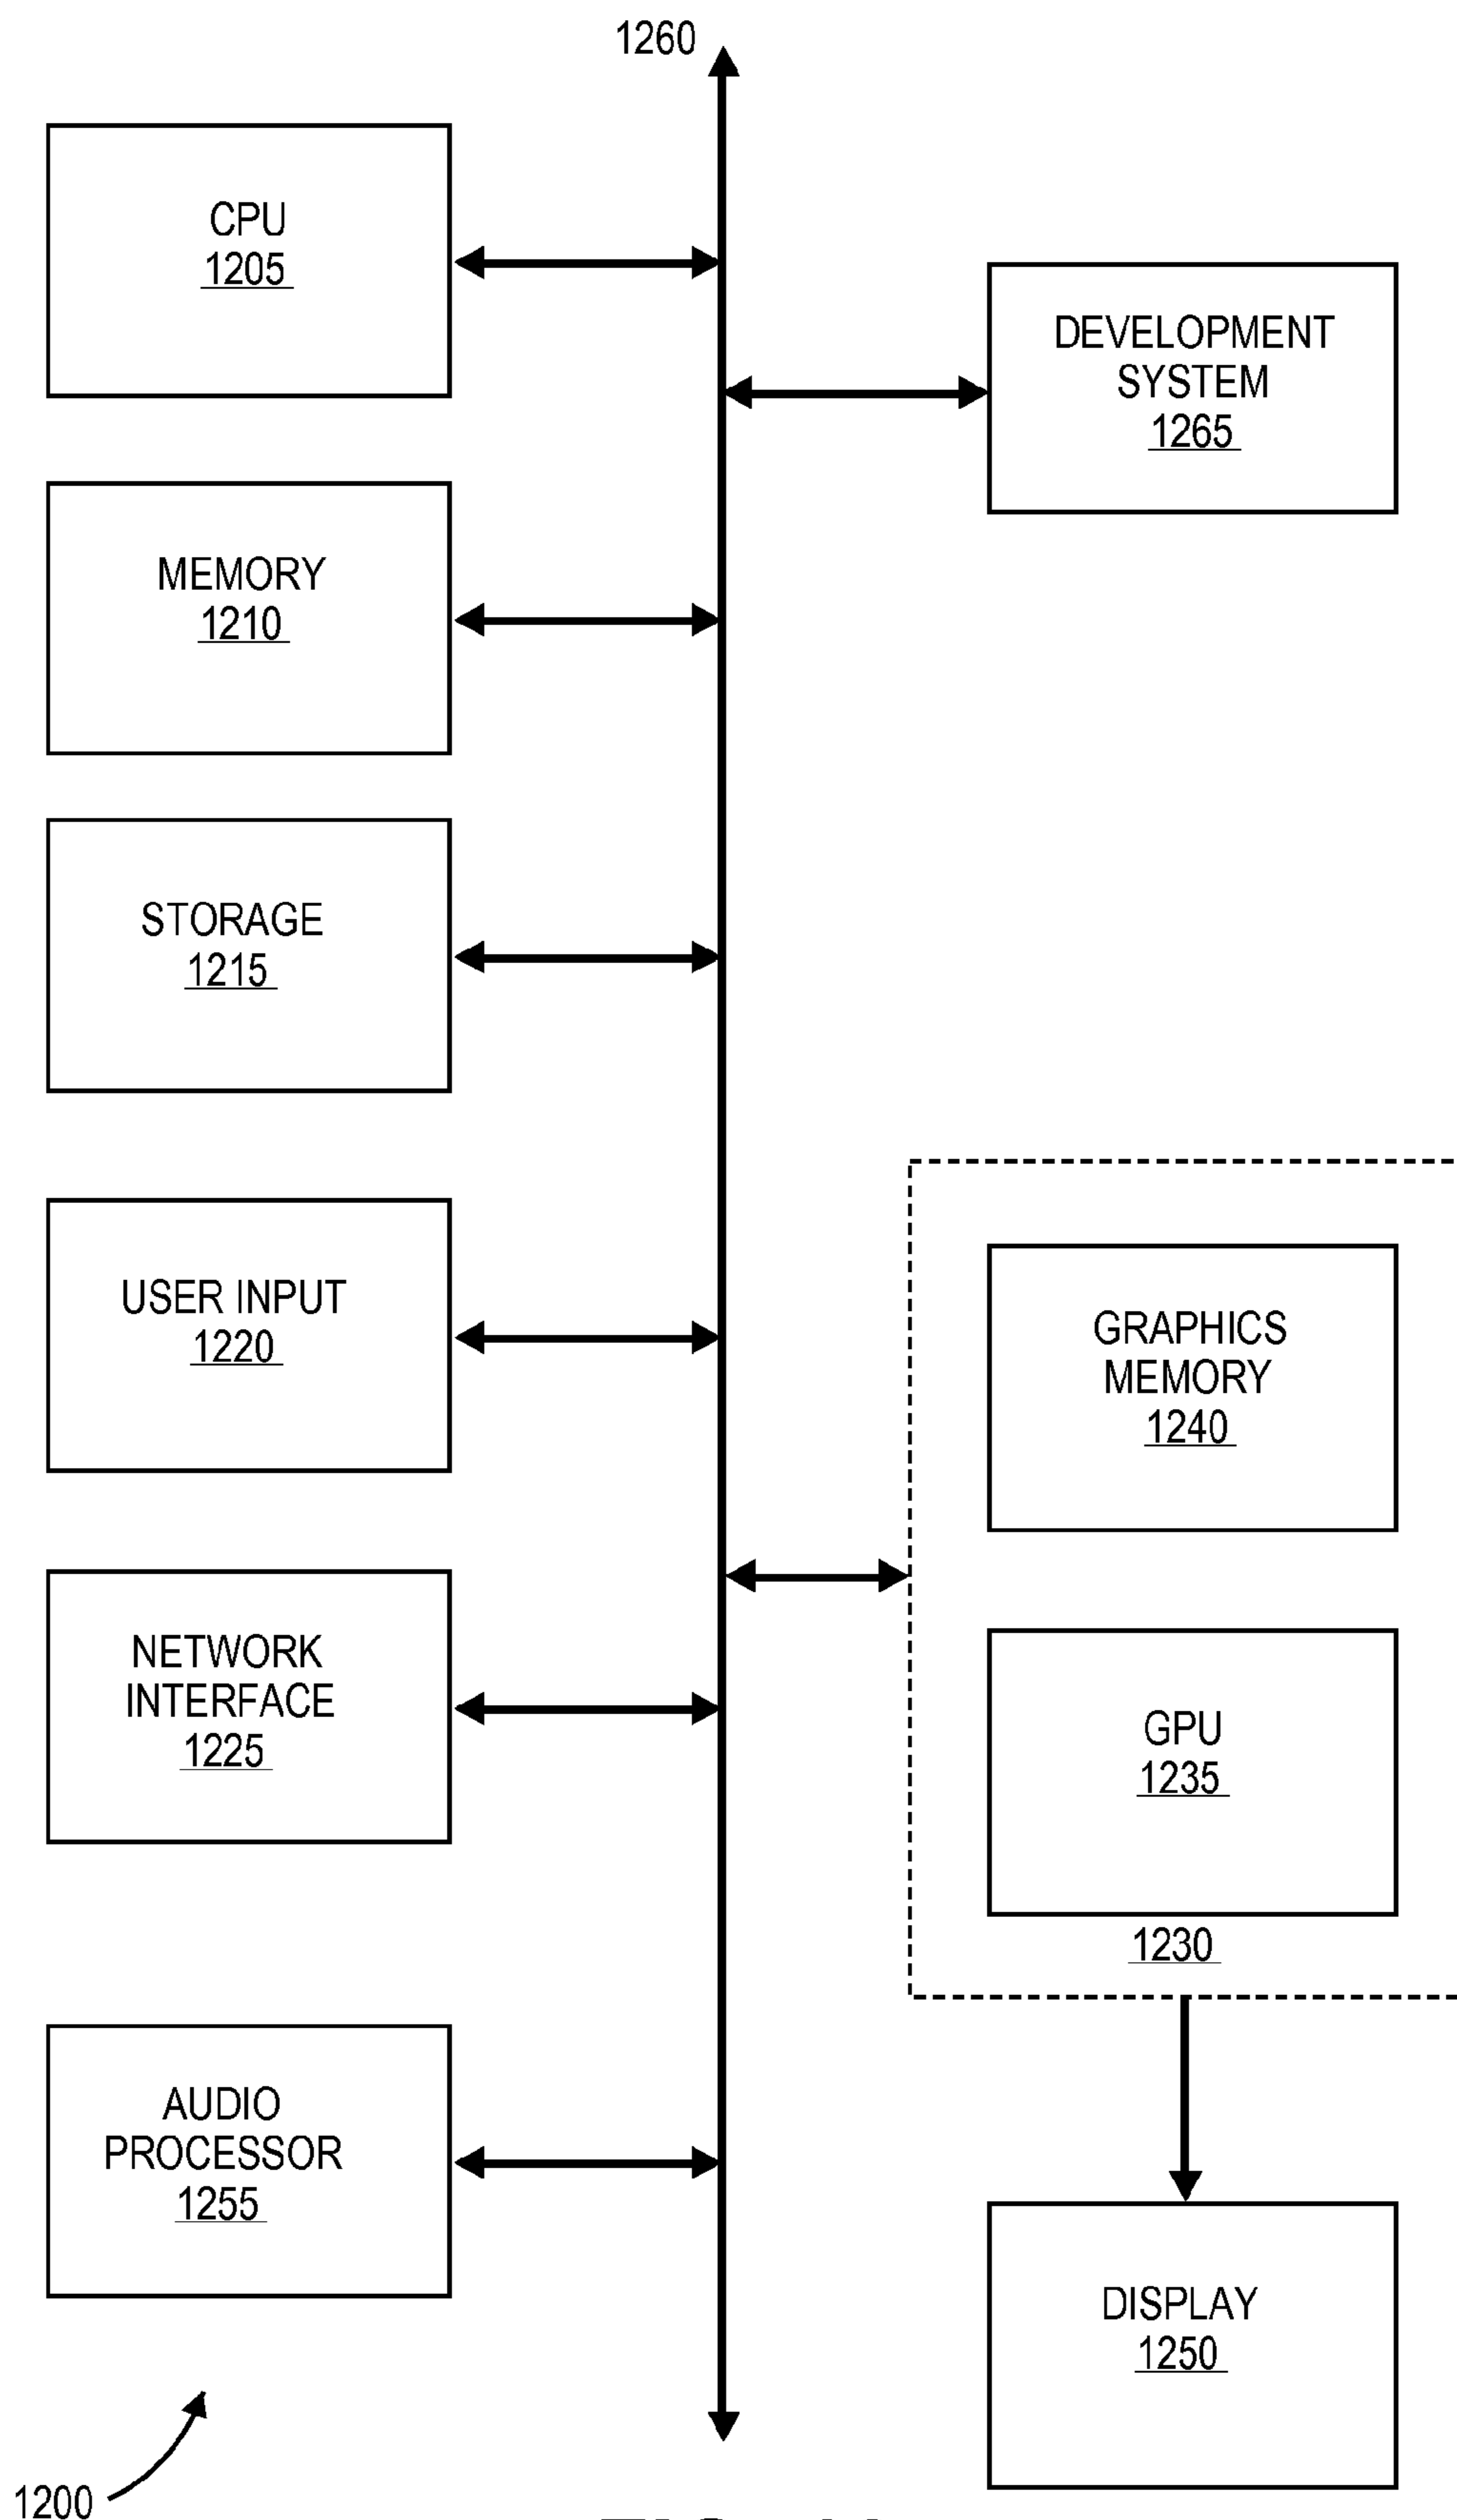 1260
CPU
1205
DEVELOPMENT
SYSTEM
1265
MEMORY
1210
STORAGE
1215
USER INPUT
1220
GRAPHICS
MEMORY
1240
NETWORK
INTERFACE
1225
GPU
1235
1230
AUDIO
PROCESSOR
1255
DISPLAY
1250
1200